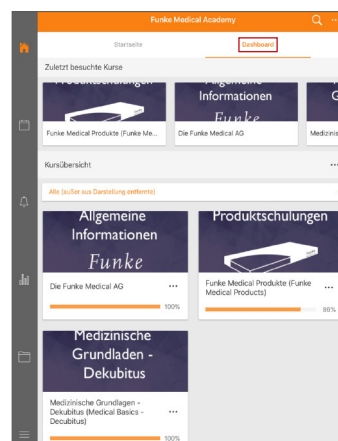 Funke Medical Academy
Startseite
Dashboard
Zuletzt besuchte Kurse
Produktschulungen
Allgemeine
Informationen
Funke
Funke Medical Produkte (Funke Me...
Die Funke Medical AG
Medizinis
Kursübersicht
Alle (außer aus Darstellung entfernte)
Allgemeine
Informationen
Funke
Die Funke Medical AG
100%
Produktschulungen
Funke Medical Produkte (Funke
Medical Products)
Medizinische
Grundladen -
Dekubitus
Medizinische Grundlagen -
Dekubitus (Medical Basics -
Decubitus)
100%